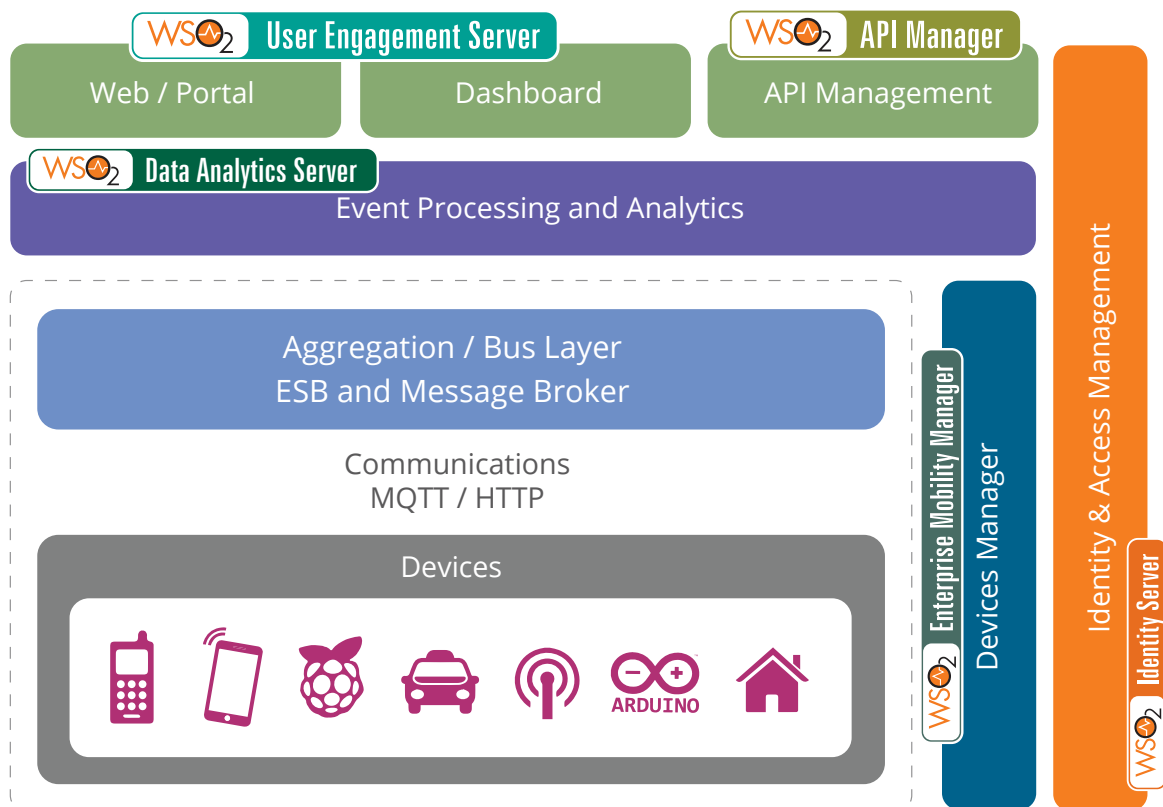 WSO2 User Engagement Server
WSO2 API Manager
Web / Portal
Dashboard
API Management
WSO2 Data Analytics Server
Event Processing and Analytics
Aggregation / Bus Layer
ESB and Message Broker
Communications
MQTT / HTTP
Devices
ARDUINO
WSO2 Enterprise Mobility Manager
Devices Manager
Identity & Access Management
WSO2 Identity Server